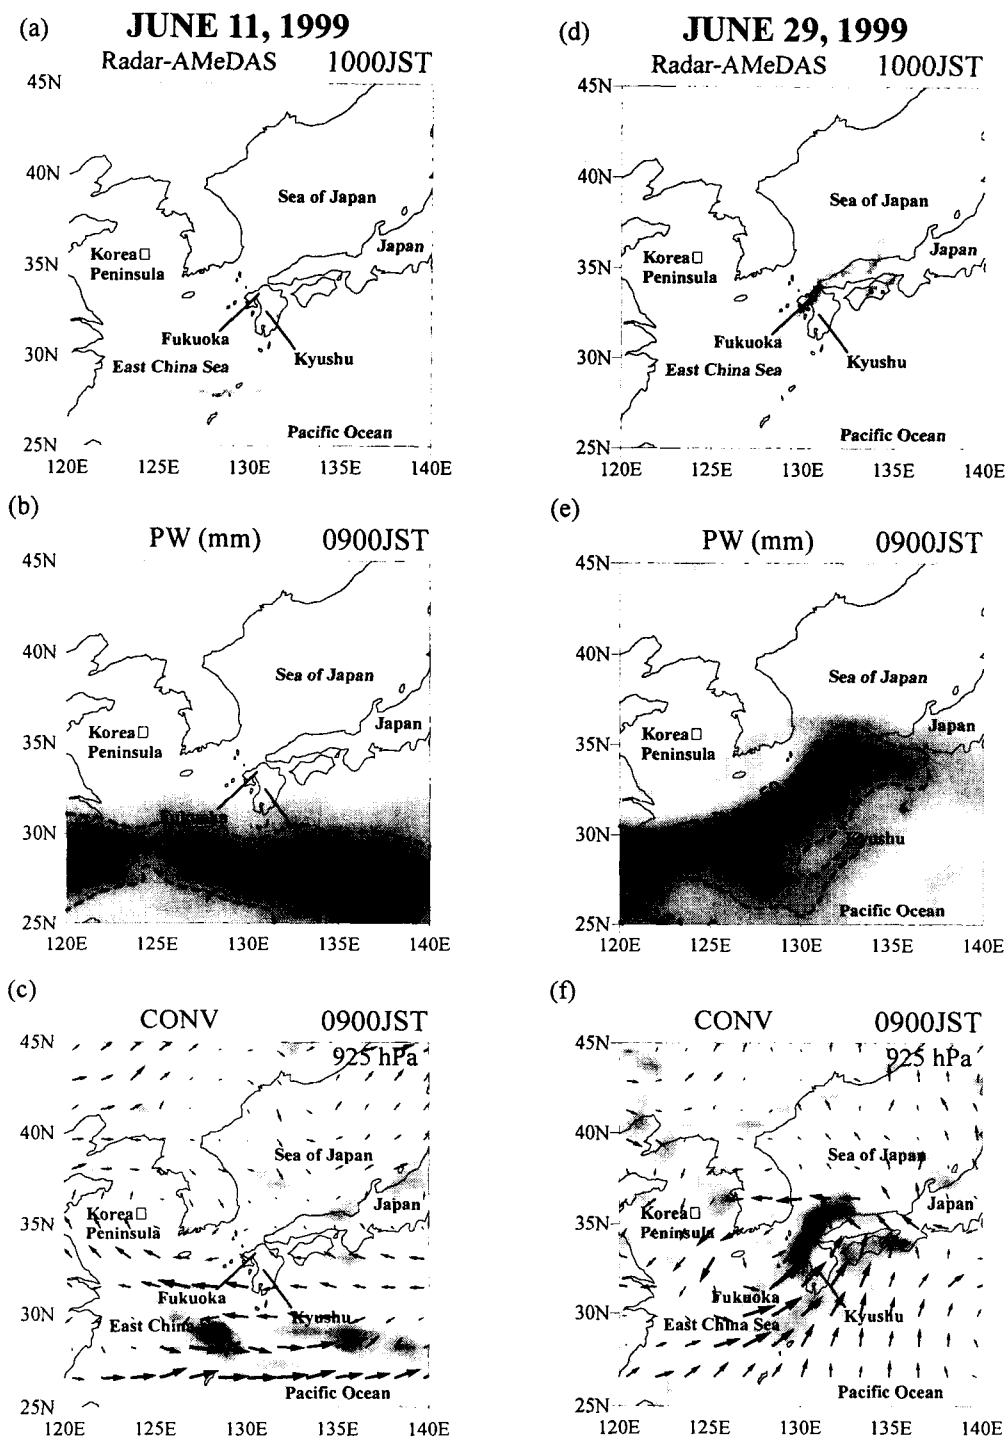 (a)
JUNE 11, 1999
Radar-AMeDAS 1000JST
45N
40N
Sea of Japan
Japan
Korea□
Peninsula
35N
Fukuoka
Kyushu
30N
East China Sea
Pacific Ocean
25N
120E 125E 130E 135E 140E
(d)
JUNE 29, 1999
Radar-AMeDAS 1000JST
45N
40N
Sea of Japan
Japan
Korea□
Peninsula
35N
Fukuoka
Kyushu
30N
East China Sea
Pacific Ocean
25N
120E 125E 130E 135E 140E
(b)
PW (mm) 0900JST
45N
40N
Sea of Japan
Japan
Korea□
Peninsula
35N
Fukuoka
30N
25N
120E 125E 130E 135E 140E
(e)
PW (mm) 0900JST
45N
40N
Sea of Japan
Japan
Korea□
Peninsula
35N
30N
Kyushu
Pacific Ocean
25N
120E 125E 130E 135E 140E
(c)
CONV 0900JST
45N
925 hPa
40N
Sea of Japan
Japan
Korea□
Peninsula
35N
Fukuoka
Kyushu
30N
East China
Pacific Ocean
25N
120E 125E 130E 135E 140E
(f)
CONV 0900JST
45N
925 hPa
40N
Sea of Japan
Japan
Korea□
Peninsula
35N
Fukuoka
Kyushu
30N
East China Sea
Pacific Ocean
25N
120E 125E 130E 135E 140E